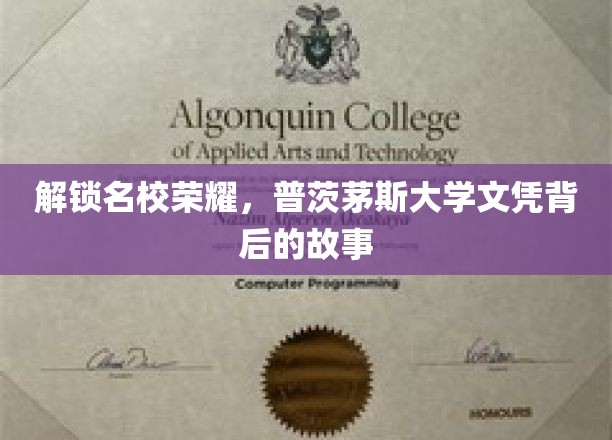 Algonquin College
of Applied Arts and Technology
解锁名校荣耀，普茨茅斯大学文凭背
后的故事
Computer Programming
HONOURS